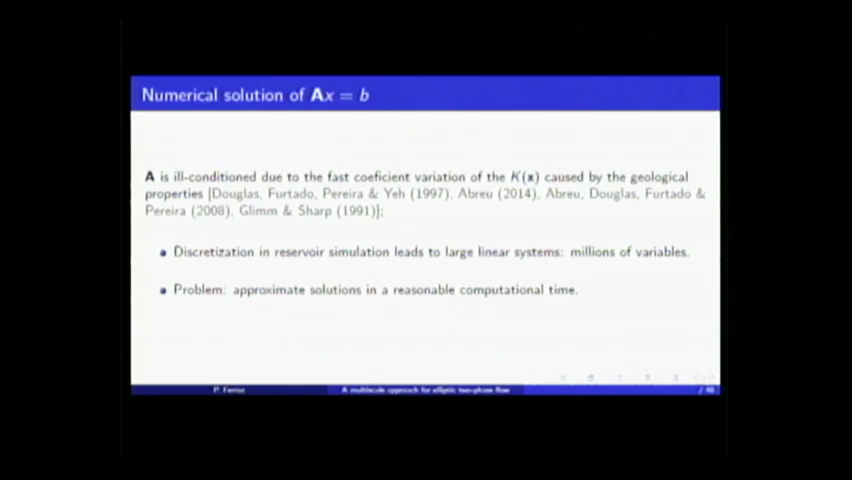 Numerical solution of Ax = b
A is ill-conditioned due to the fast coeficient variation of the K(x) caused by the geological
properties [Douglas, Furtado, Pereira & Yeh (1997), Abreu (2014), Abreu, Douglas, Furtado &
Pereira (2008), Glimm & Sharp (1991)];
Discretization in reservoir simulation leads to large linear systems: millions of variables.
Problem: approximate solutions in a reasonable computational time.
A multiscale approach for elliptic two-phase flow